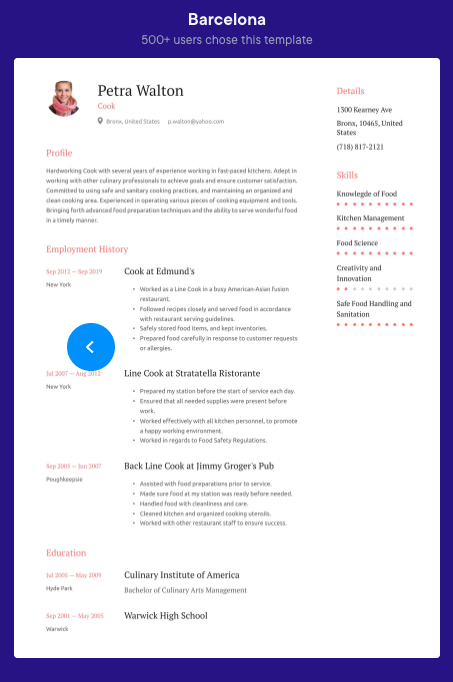 Barcelona
500+ users chose this template
Petra Walton
Cook
Bronx, United States p.walton@yahoo.com
Profile
Hardworking Cook with several years of experience working in fast-paced kitchens. Adept in
working with other culinary professionals to achieve goals and ensure customer satisfaction.
Committed to using safe and sanitary cooking practices, and maintaining an organized and
clean cooking area. Experienced in operating various pieces of cooking equipment and tools.
Bringing forth advanced food preparation techniques and the ability to serve wonderful food
in a timely manner.
Employment History
Sep 2012 — Sep 2019
New York
Cook at Edmund's
• Worked as a Line Cook in a busy American-Asian fusion
restaurant.
• Followed recipes closely and served food in accordance
with restaurant serving guidelines.
• Safely stored food items, and kept inventories.
• Prepared food carefully in response to customer requests
or allergies.
Jul 2007 — Aug 2012
New York
Line Cook at Stratatella Ristorante
• Prepared my station before the start of service each day.
• Ensured that all needed supplies were present before
work.
• Worked effectively with all kitchen personnel, to promote
a happy working environment.
• Worked in regards to Food Safety Regulations.
Sep 2005 — Jun 2007
Poughkeepsie
Back Line Cook at Jimmy Groger's Pub
• Assisted with food preparations prior to service.
• Made sure food at my station was ready before needed.
• Handled food with cleanliness and care.
• Cleaned kitchen and organized cooking utensils.
• Worked with other restaurant staff to ensure success.
Education
Jul 2005 — May 2009
Hyde Park
Culinary Institute of America
Bachelor of Culinary Arts Management
Sep 2001 — May 2005
Warwick
Warwick High School
Details
1300 Kearney Ave
Bronx, 10465, United
States
(718) 817-2121
Skills
Knowlegde of Food
Kitchen Management
Food Science
Creativity and
Innovation
Safe Food Handling and
Sanitation